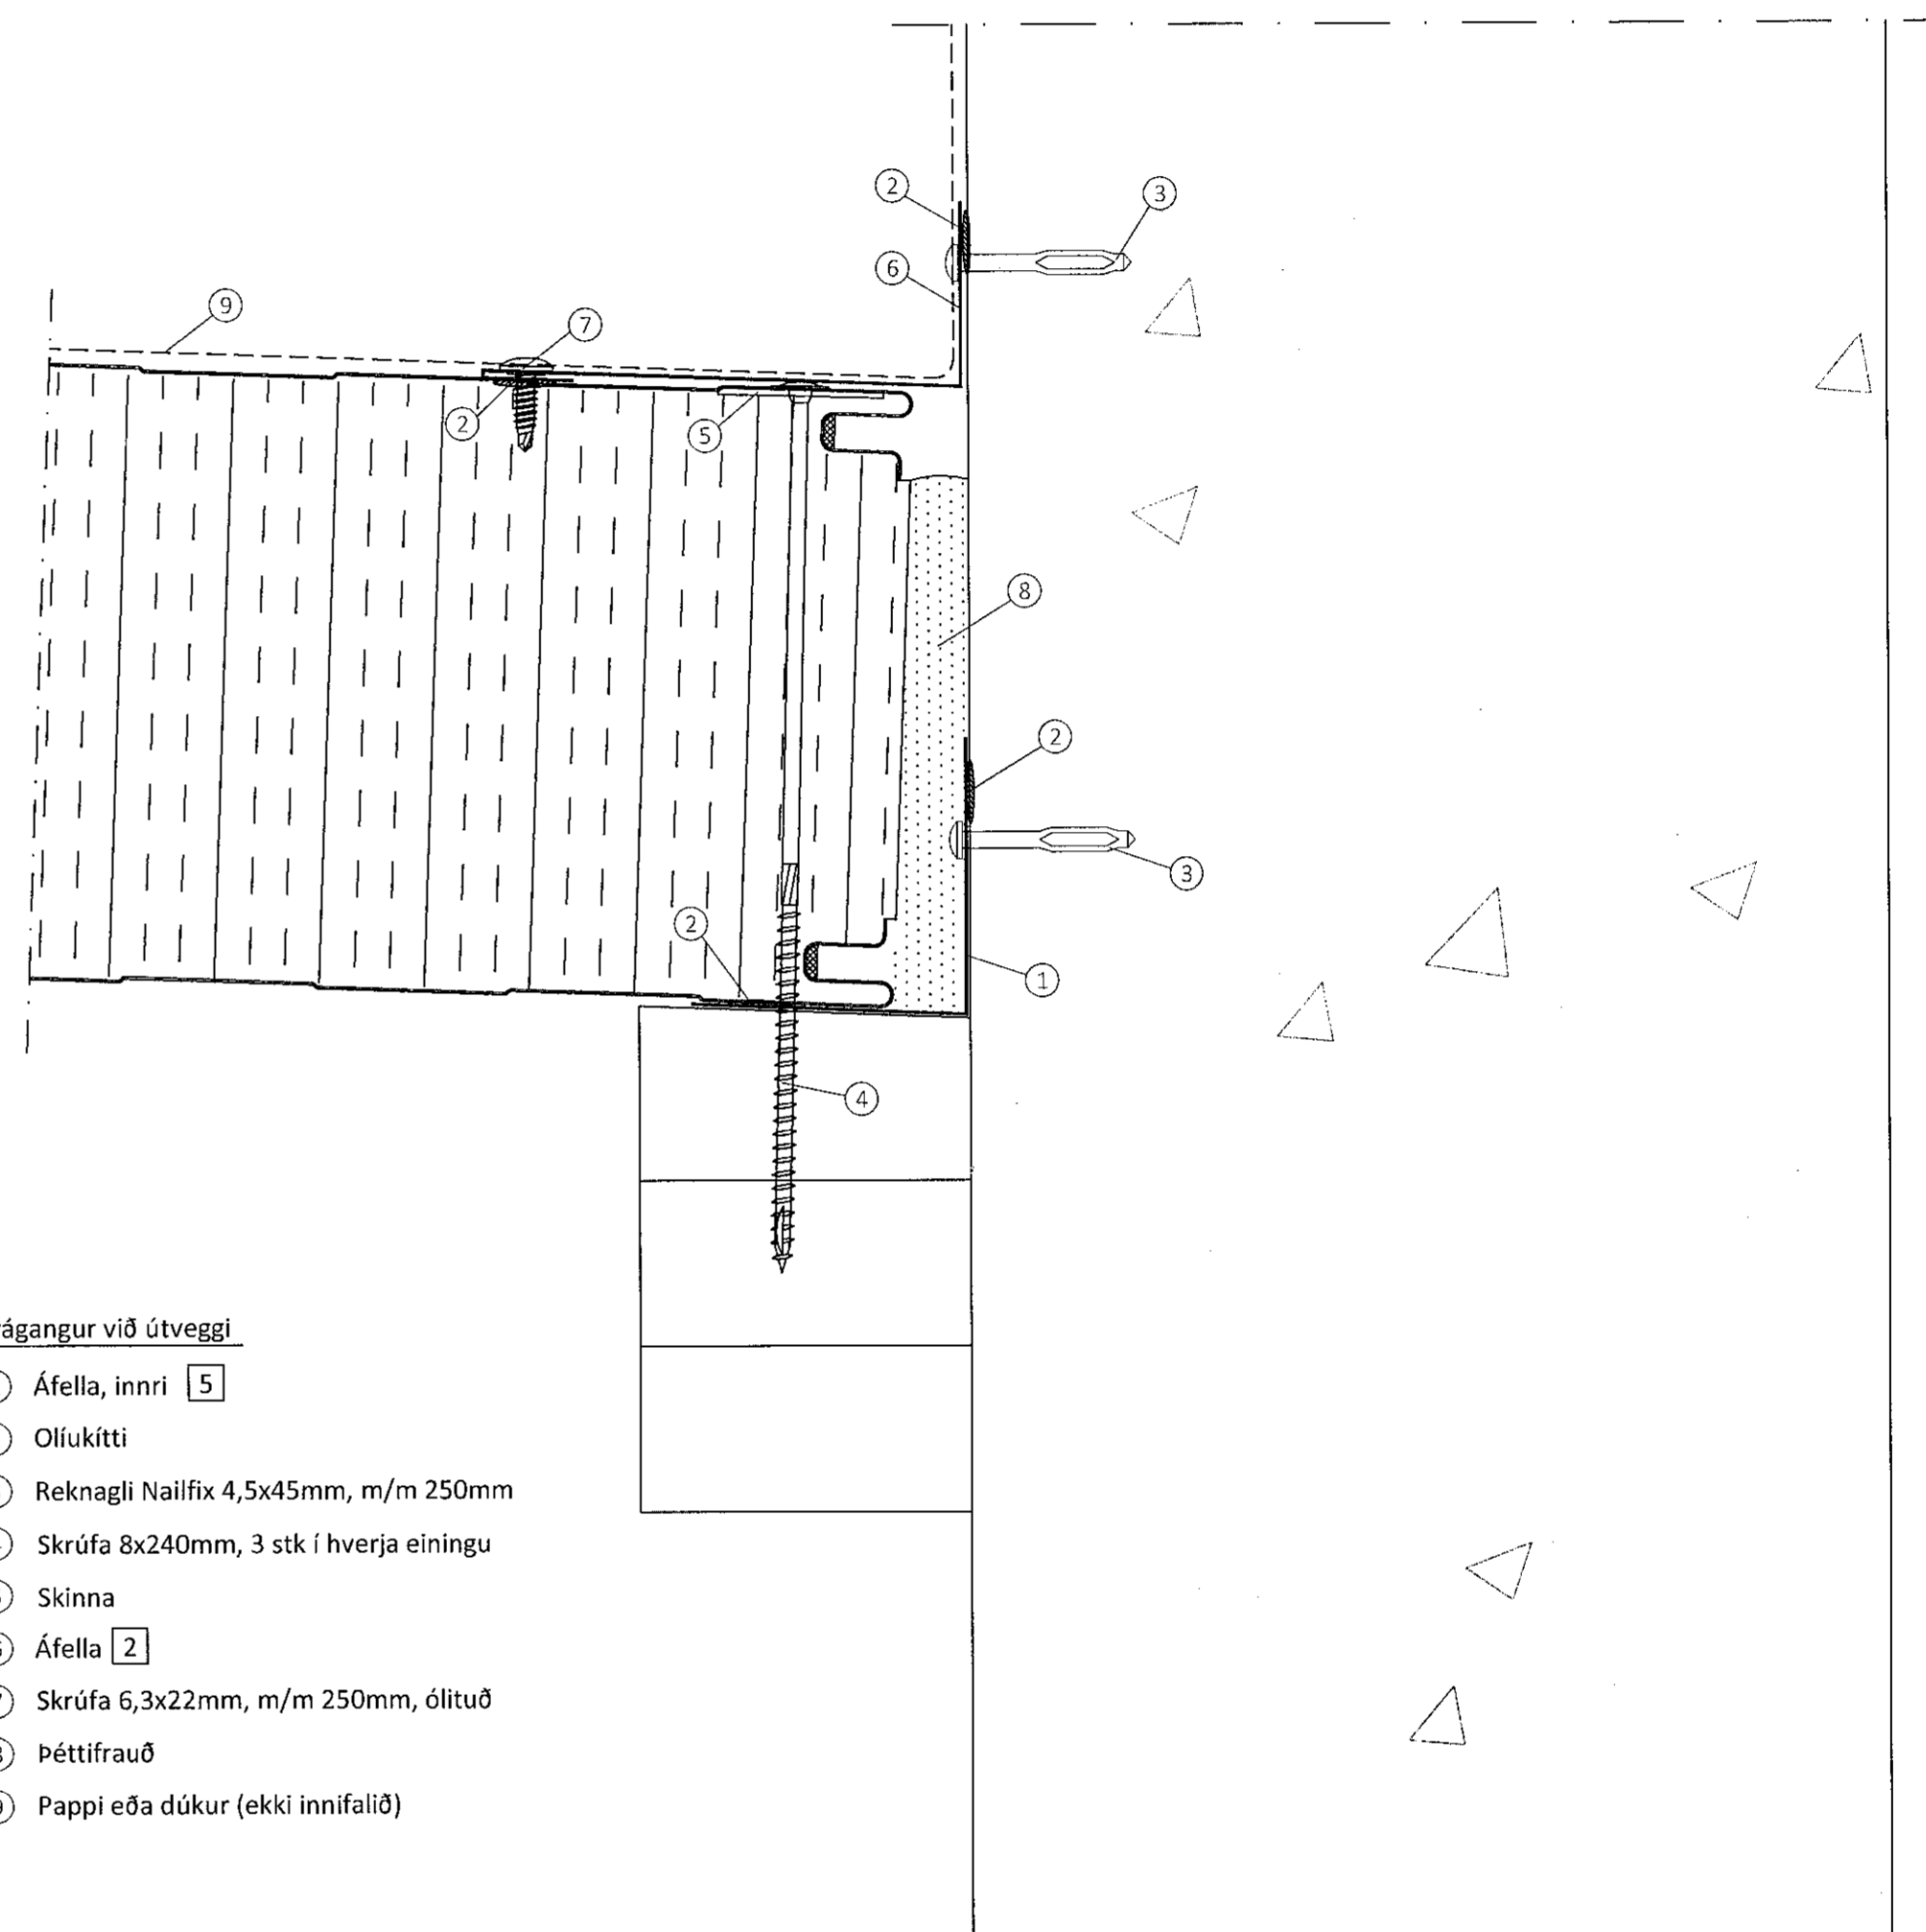 2
3
6
9
7
2
5
8
2
3
2
1
4
ágangur við útveggi
Áfella, innri 5
Olíukítti
Reknagli Nailfix 4,5x45mm, m/m 250mm
Skrúfa 8x240mm, 3 stk í hverja einingu
Skinna
Áfella 2
Skrúfa 6,3x22mm, m/m 250mm, ólituð
Þéttifrauð
Pappi eða dúkur (ekki innifalið)